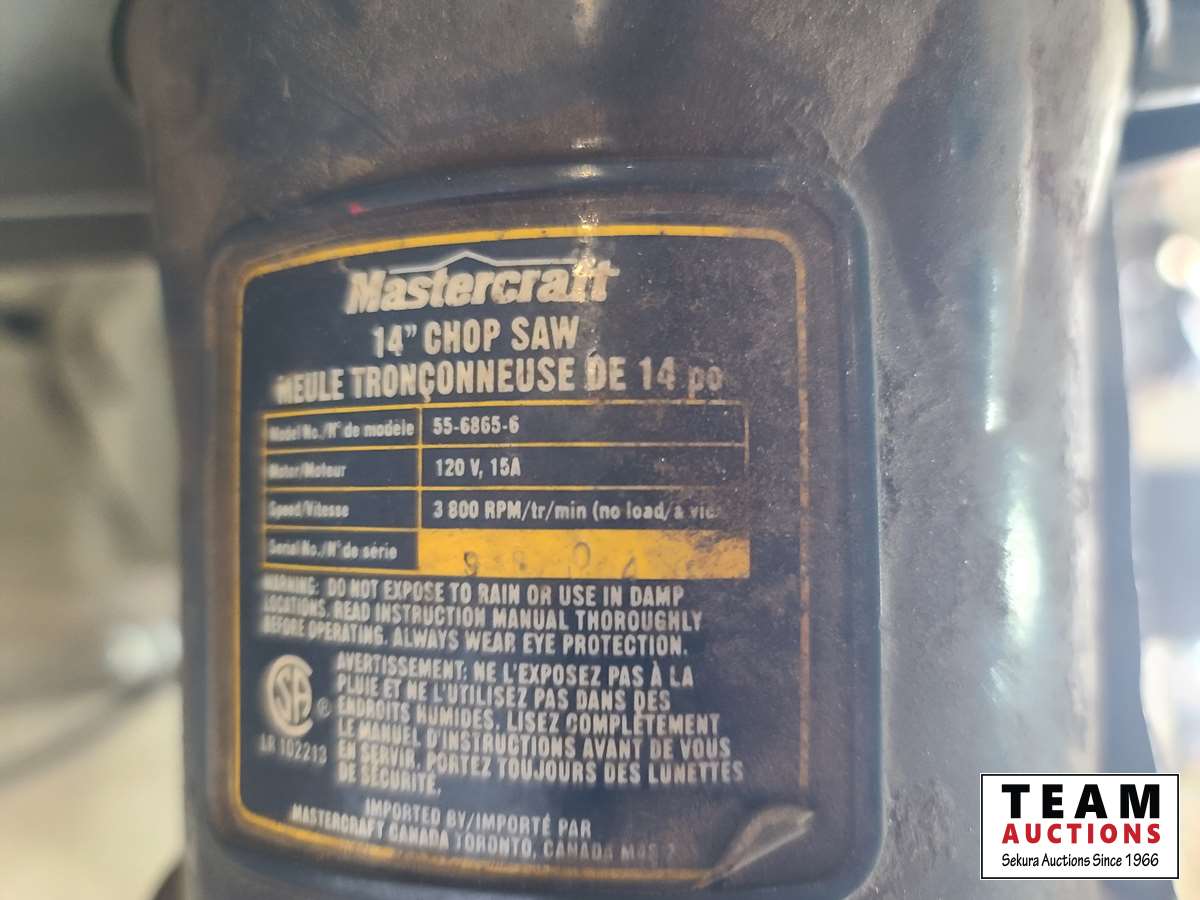 Mastercraft
14" CHOP SAW
MEULE TRONÇONNEUSE DE 14 po
Model No./N° de modèle 55-6865-6
Motor/Moteur 120 V, 15A
Speed/Vitesse 3 800 RPM/tr/min (no load/à vide
Serial No./N° de série
WARNING: DO NOT EXPOSE TO RAIN OR USE IN DAMP
LOCATIONS. READ INSTRUCTION MANUAL THOROUGHLY
BEFORE OPERATING. ALWAYS WEAR EYE PROTECTION.
AVERTISSEMENT: NE L'EXPOSEZ PAS À LA
PLUIE ET NE L'UTILISEZ PAS DANS DES
ENDROITS HUMIDES. LISEZ COMPLÈTEMENT
LE MANUEL D'INSTRUCTIONS AVANT DE VOUS
EN SERVIR. PORTEZ TOUJOURS DES LUNETTES
DE SÉCURITÉ.
CSA ®
LR 102213
IMPORTED BY/IMPORTÉ PAR
MASTERCRAFT CANADA TORONTO, CANADA M4S
TEAM
AUCTIONS
Sekura Auctions Since 1966